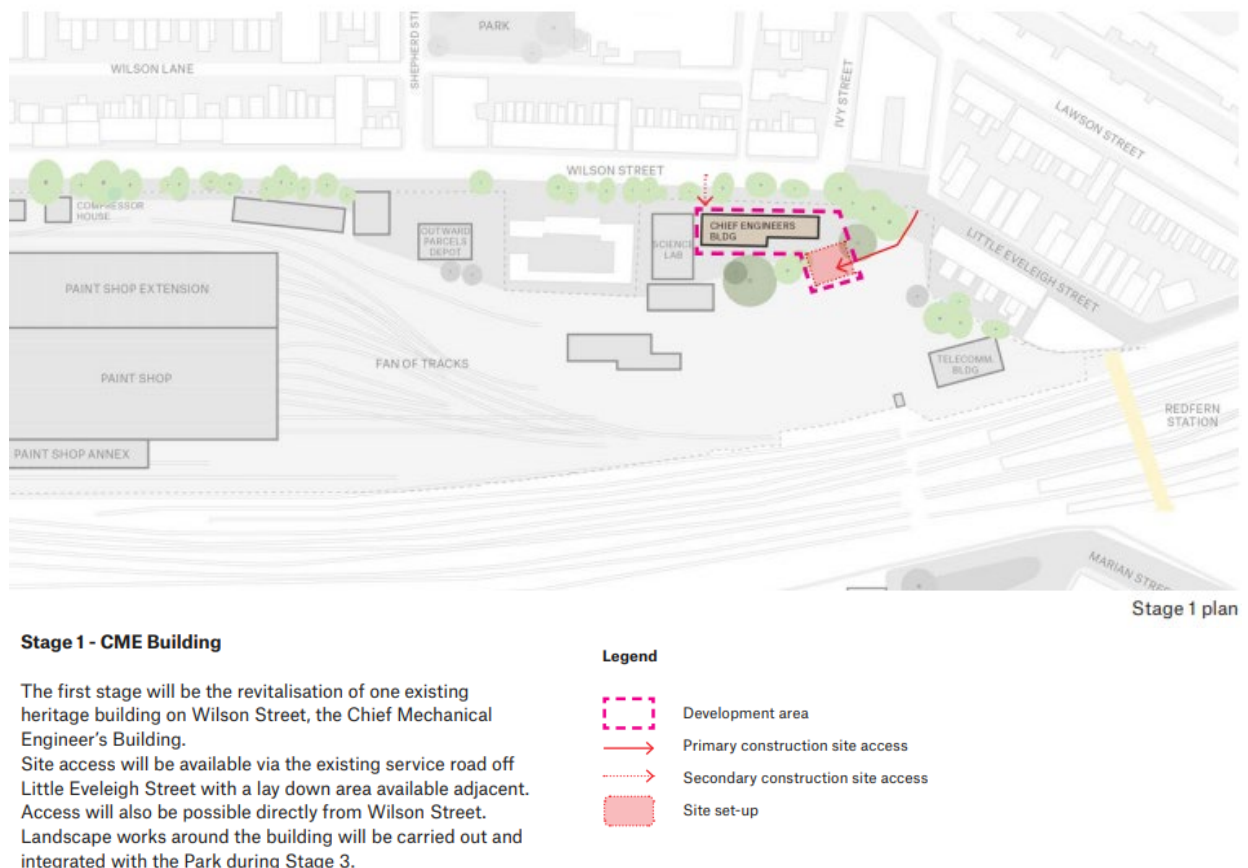 PARK
SHEPHERD ST
WILSON LANE
IVY STREET
LAWSON STREET
WILSON STREET
COMPRESSOR
HOUSE
OUTWARD
PARCELS
DEPOT
SCIENCE
LAB
CHIEF ENGINEERS
BLDG
LITTLE EVELEIGH STREET
PAINT SHOP EXTENSION
FAN OF TRACKS
PAINT SHOP
TELECOMM.
BLDG
REDFERN
STATION
PAINT SHOP ANNEX
MARIAN STREE
Stage 1 plan
Stage 1 - CME Building
The first stage will be the revitalisation of one existing
heritage building on Wilson Street, the Chief Mechanical
Engineer's Building.
Site access will be available via the existing service road off
Little Eveleigh Street with a lay down area available adjacent.
Access will also be possible directly from Wilson Street.
Landscape works around the building will be carried out and
integrated with the Park during Stage 3.
Legend
Development area
Primary construction site access
Secondary construction site access
Site set-up